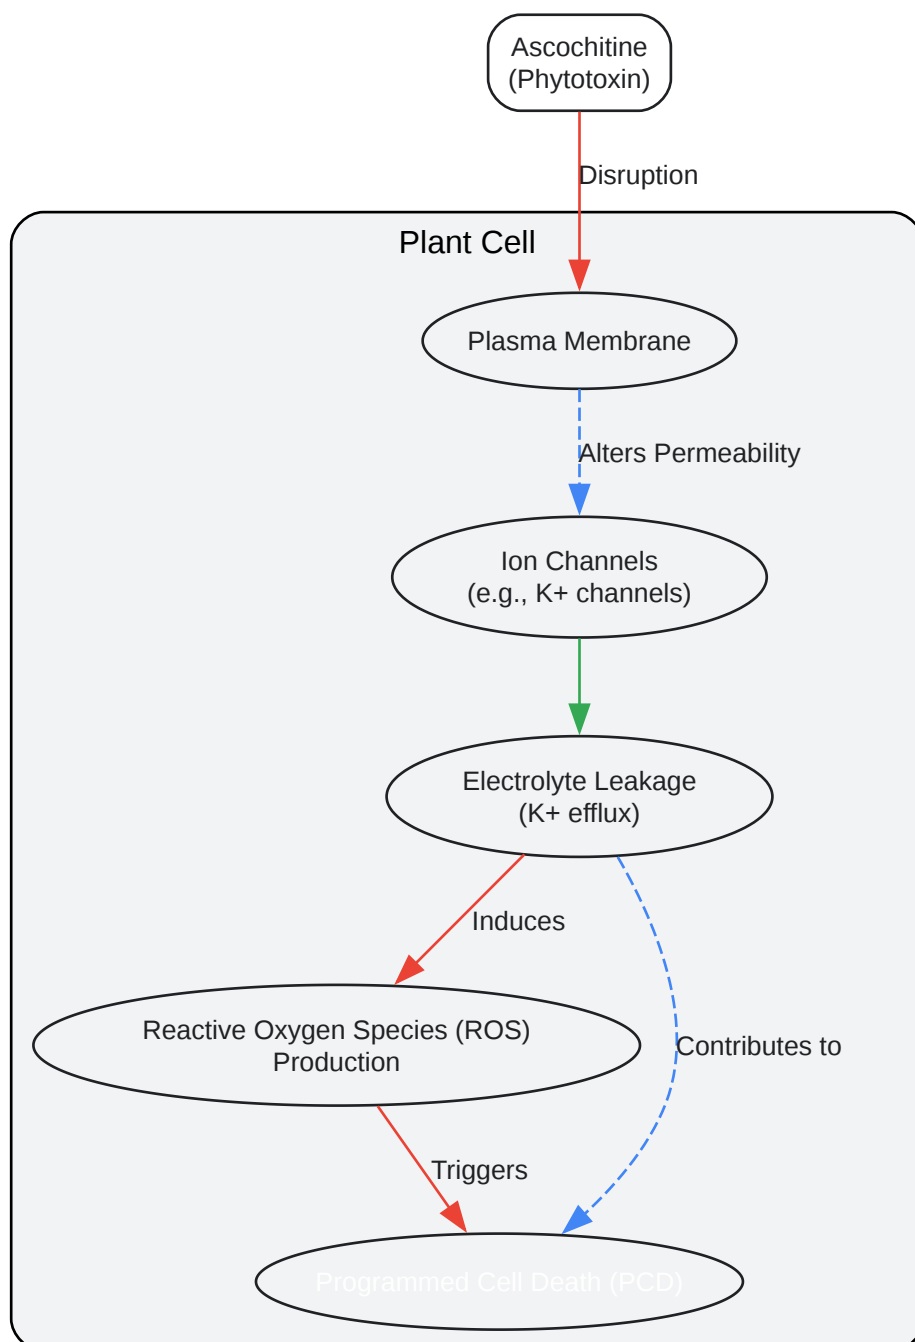 Ascochitine
(Phytotoxin)
Disruption
Plant Cell
Plasma Membrane
Alters Permeability
Ion Channels
(e.g., K+ channels)
Electrolyte Leakage
(K+ efflux)
Induces
Reactive Oxygen Species (ROS)
Production
Contributes to
Triggers
Programmed Cell Death (PCD)